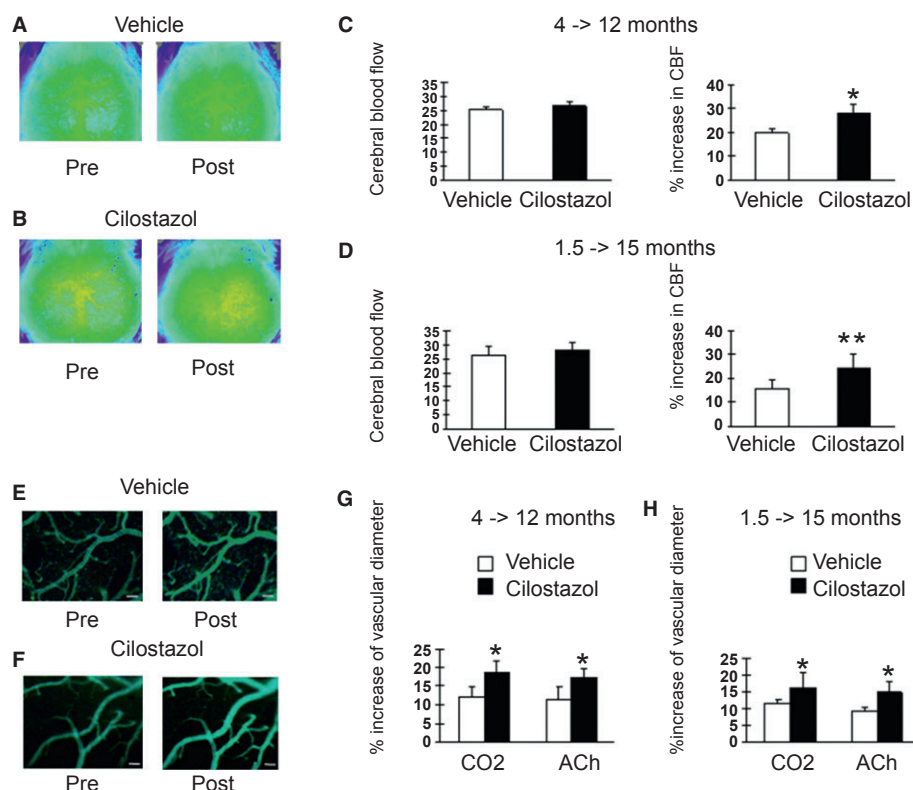 A
Vehicle
Pre
Post
B
Cilostazol
Pre
Post
C
4 -> 12 months
Cerebral blood flow
35
30
25
20
15
10
5
0
Vehicle
Cilostazol
% increase in CBF
40
30
20
10
0
*
Vehicle
Cilostazol
D
1.5 -> 15 months
Cerebral blood flow
35
30
25
20
15
10
5
0
Vehicle
Cilostazol
% increase in CBF
40
30
20
10
0
**
Vehicle
Cilostazol
E
Vehicle
Pre
Post
F
Cilostazol
Pre
Post
G
4 -> 12 months
Vehicle
Cilostazol
% increase of vascular diameter
25
20
15
10
5
0
*
*
CO2
ACh
H
1.5 -> 15 months
Vehicle
Cilostazol
%increase of vascular diameter
25
20
15
10
5
0
*
*
CO2
ACh